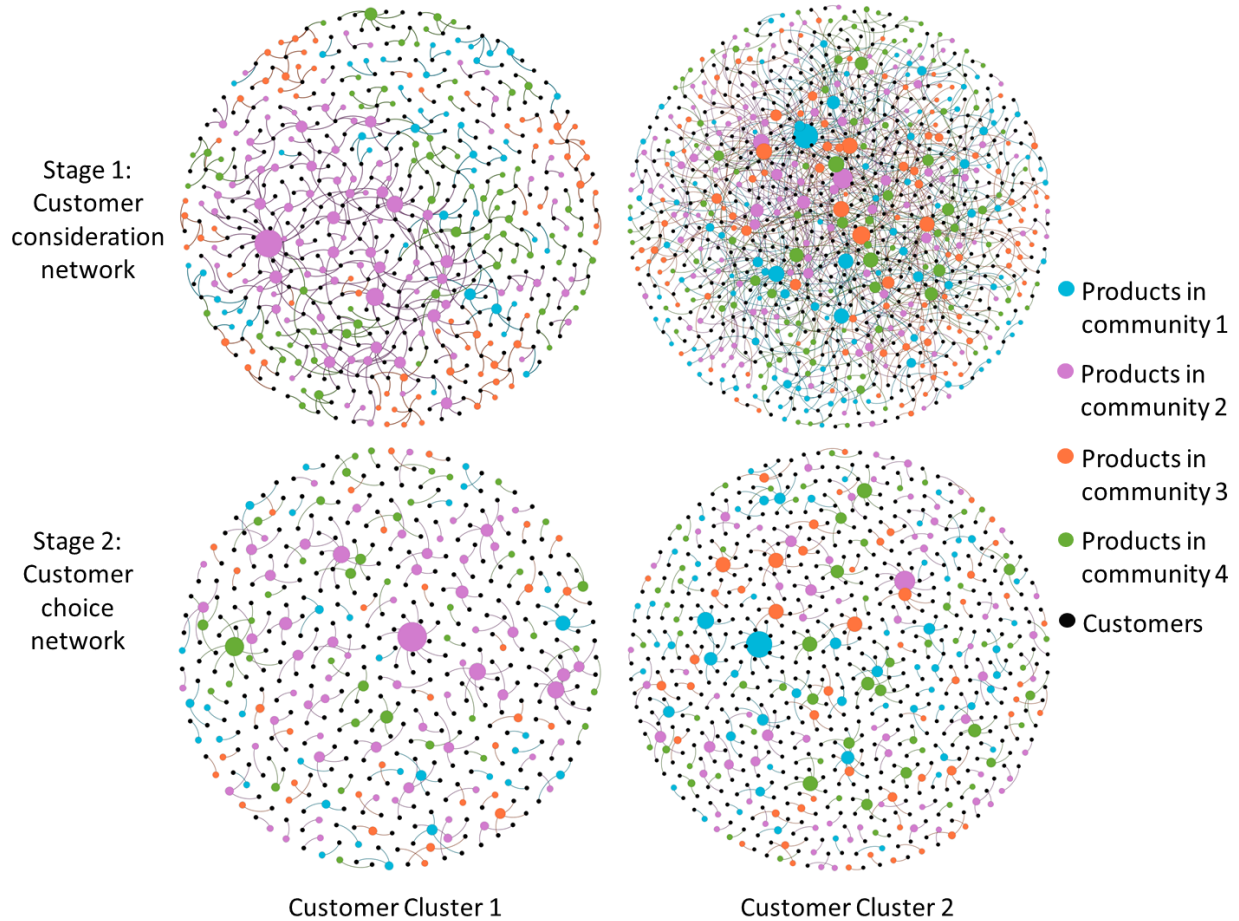 Stage 1:
Customer
consideration
network
Products in
community 1
Products in
community 2
Products in
community 3
Products in
community 4
Customers
Stage 2:
Customer
choice
network
Customer Cluster 1
Customer Cluster 2